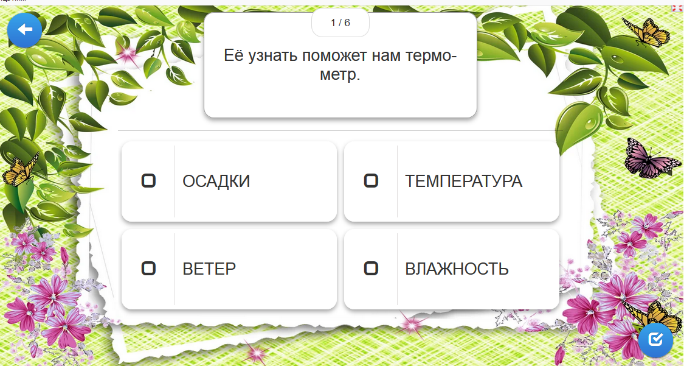 1 / 6
Её узнать поможет нам термо-
метр.
ОСАДКИ
ТЕМПЕРАТУРА
ВЕТЕР
ВЛАЖНОСТЬ